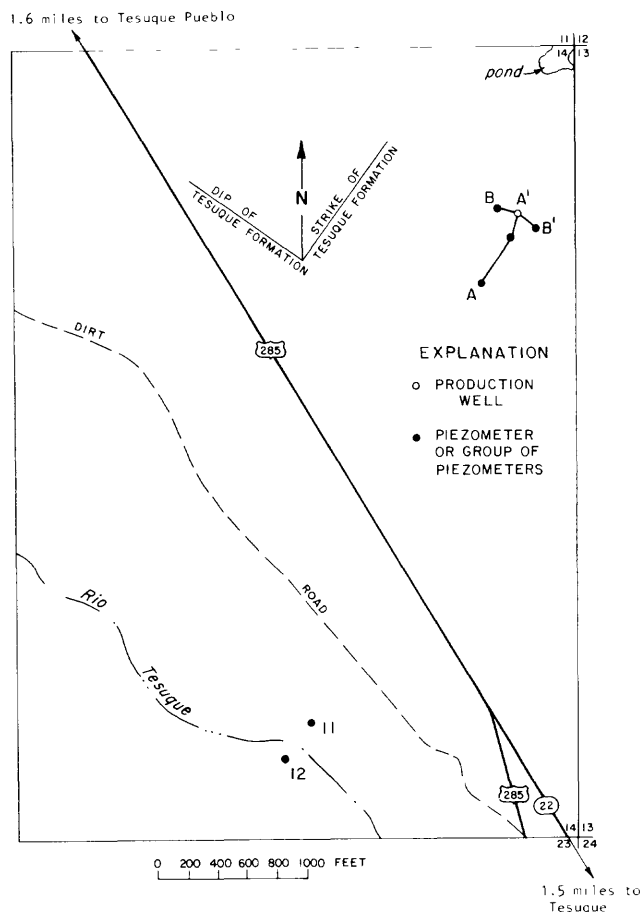 1.6 miles to Tesuque Pueblo
11 12
14 13
pond
DIP OF
TESUQUE FORMATION
N
STRIKE OF
TESUQUE FORMATION
B A'
B'
A
DIRT
285
EXPLANATION
PRODUCTION
WELL
PIEZOMETER
OR GROUP OF
PIEZOMETERS
Rio
ROAD
Tesuque
11
12
285
22
14 13
23 24
0 200 400 600 800 1000 FEET
1.5 miles to
Tesuque